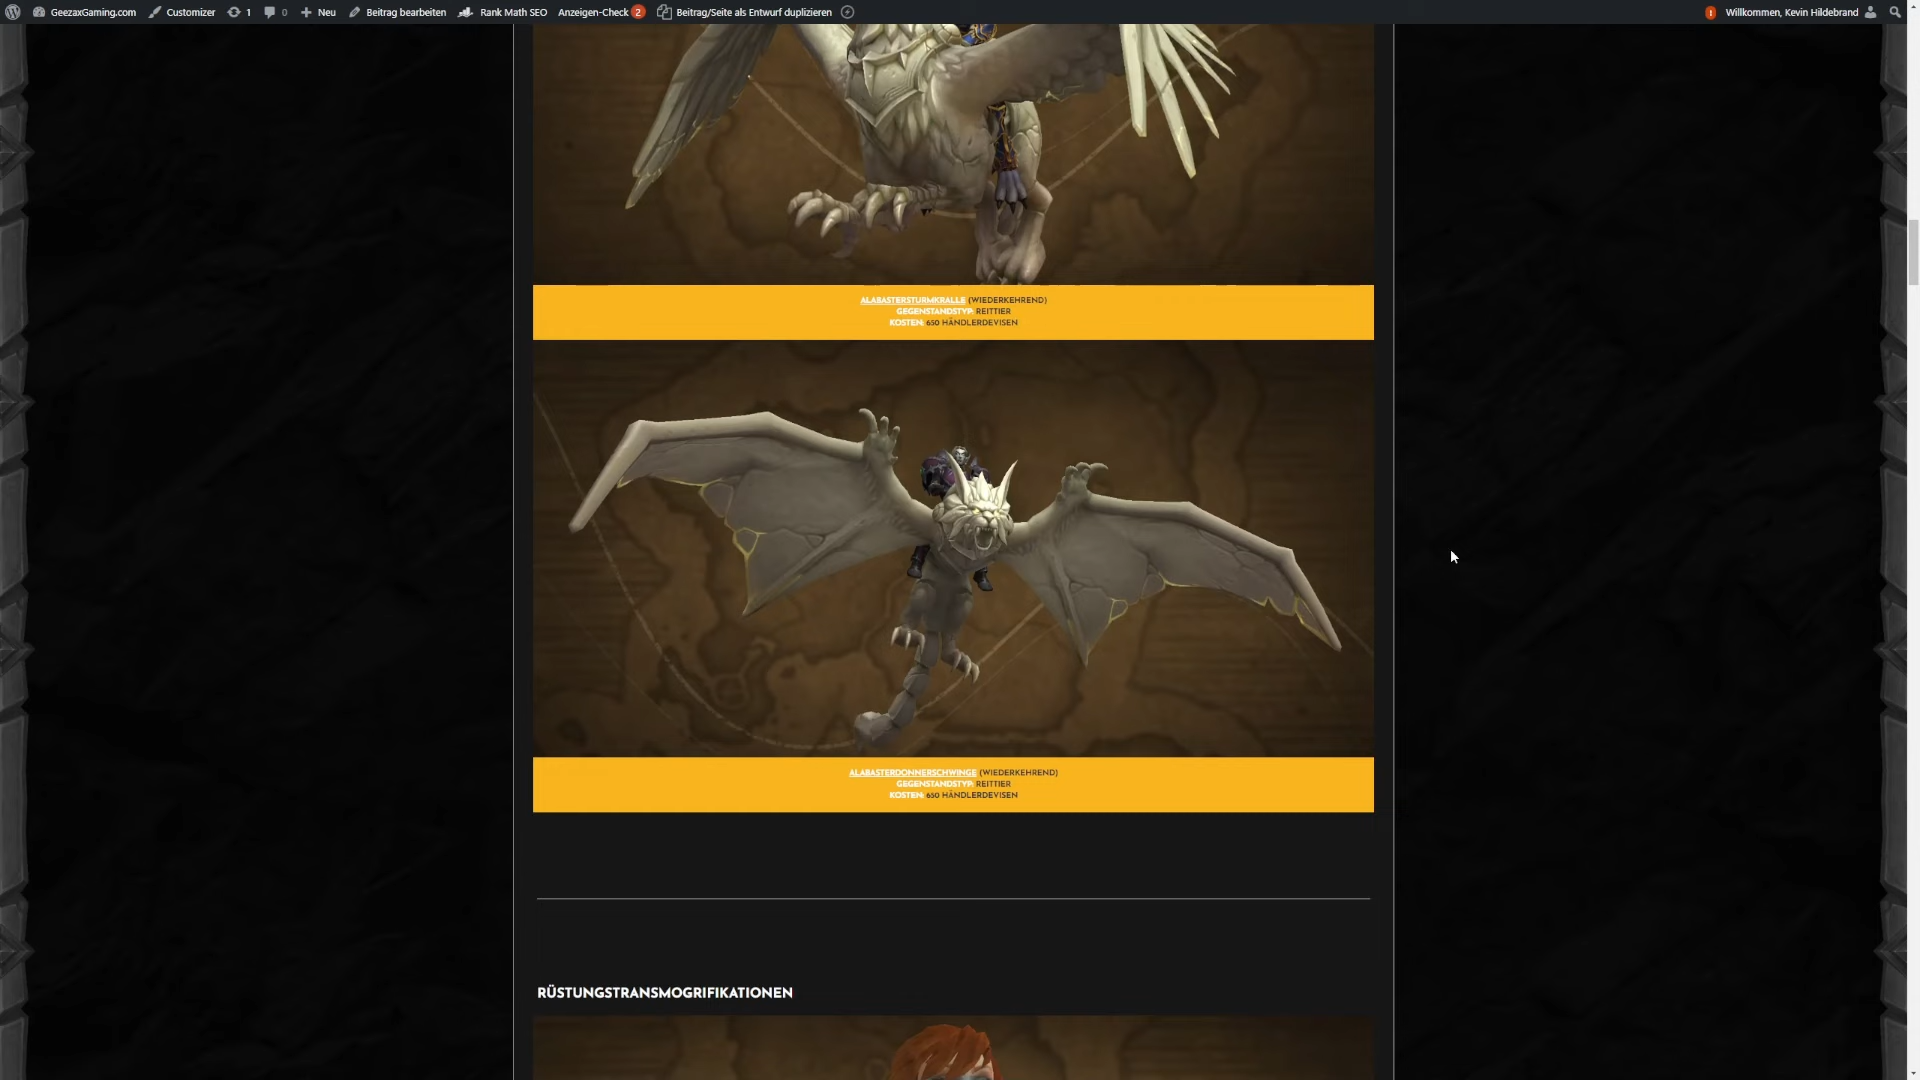 GeezaxGaming.com Customizer 1 0 Neu Beitrag bearbeiten Rank Math SEO Anzeigen-Check 2 Beitrag/Seite als Entwurf duplizieren ! Willkommen, Kevin Hildebrand
ALABASTERSTURMKRALLE (WIEDERKEHREND)
GEGENSTANDSTYP: REITTIER
KOSTEN: 650 HÄNDLERDEVISEN
ALABASTERDONNERSCHWINGE (WIEDERKEHREND)
GEGENSTANDSTYP: REITTIER
KOSTEN: 650 HÄNDLERDEVISEN
RÜSTUNGSTRANSMOGRIFIKATIONEN